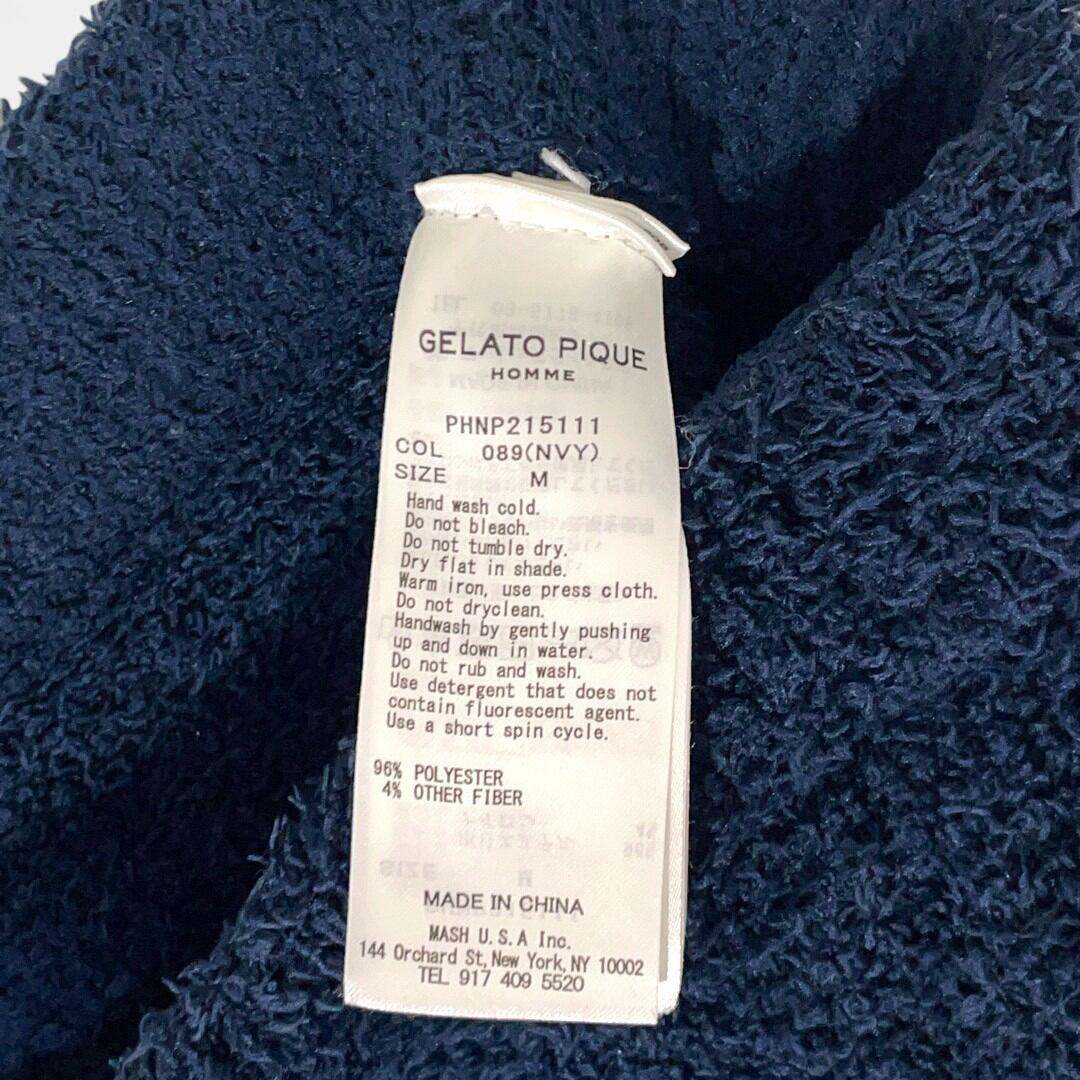 GELATO PIQUE
HOMME
PHNP215111
COL 089(NVY)
SIZE M
Hand wash cold.
Do not bleach.
Do not tumble dry.
Dry flat in shade.
Warm iron, use press cloth.
Do not dryclean.
Handwash by gently pushing
up and down in water.
Do not rub and wash.
Use detergent that does not
contain fluorescent agent.
Use a short spin cycle.
96% POLYESTER
4% OTHER FIBER
MADE IN CHINA
MASH U.S.A Inc.
144 Orchard St, New York, NY 10002
TEL 917 409 5520